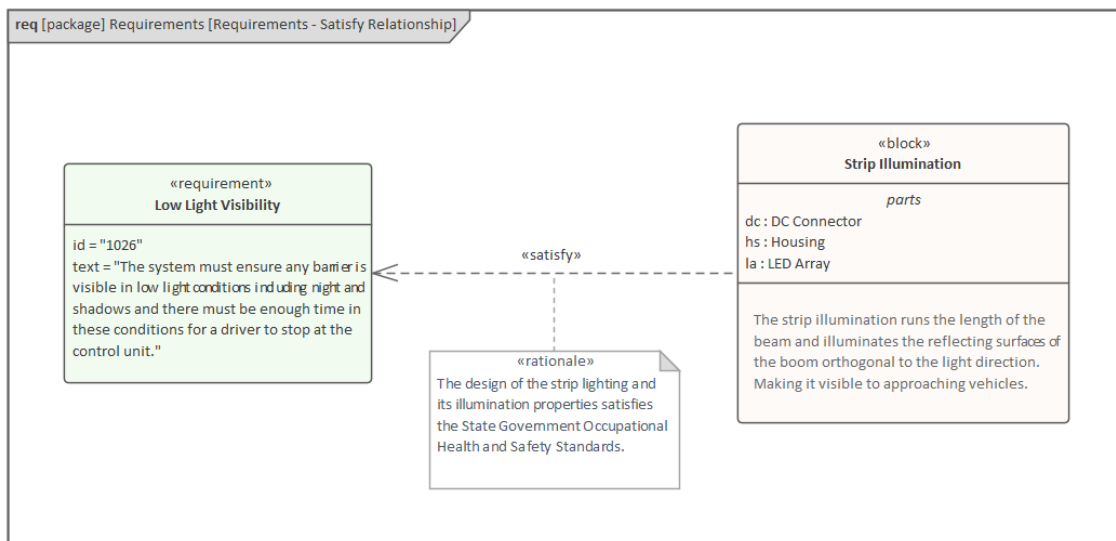 req [package] Requirements [Requirements - Satisfy Relationship]
«requirement»
Low Light Visibility
id = "1026"
text = "The system must ensure any barrier is
visible in low light conditions including night and
shadows and there must be enough time in
these conditions for a driver to stop at the
control unit."
«satisfy»
«rationale»
The design of the strip lighting and
its illumination properties satisfies
the State Government Occupational
Health and Safety Standards.
«block»
Strip Illumination
parts
dc : DC Connector
hs : Housing
la : LED Array
The strip illumination runs the length of the
beam and illuminates the reflecting surfaces of
the boom orthogonal to the light direction.
Making it visible to approaching vehicles.